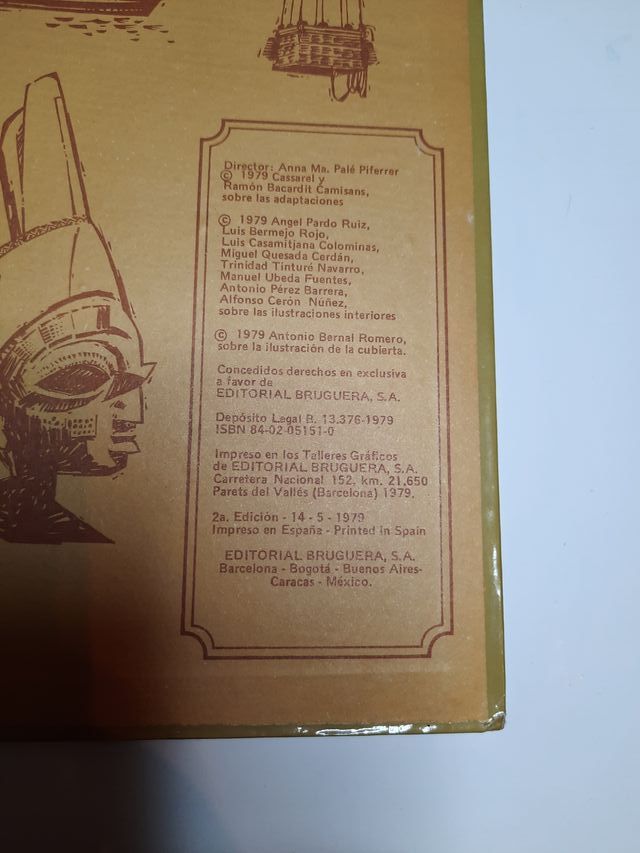 Director: Anna Ma. Palé Piferrer
© 1979 Cassarel y
Ramón Bacardit Camisans,
sobre las adaptaciones
© 1979 Angel Pardo Ruiz,
Luis Bermejo Rojo,
Luis Casamitjana Colominas,
Miguel Quesada Cerdán,
Trinidad Tinturé Navarro,
Manuel Ubeda Fuentes,
Antonio Pérez Barrera,
Alfonso Cerón Núñez,
sobre las ilustraciones interiores
© 1979 Antonio Bernal Romero,
sobre la ilustración de la cubierta.
Concedidos derechos en exclusiva
a favor de
EDITORIAL BRUGUERA, S.A.
Depósito Legal B. 13.376-1979
ISBN 84-02-05151-0
Impreso en los Talleres Gráficos
de EDITORIAL BRUGUERA, S.A.
Carretera Nacional 152, km. 21,650
Parets del Vallés (Barcelona) 1979.
2a. Edición - 14 - 5 - 1979
Impreso en España - Printed in Spain
EDITORIAL BRUGUERA, S.A.
Barcelona - Bogotá - Buenos Aires-
Caracas - México.